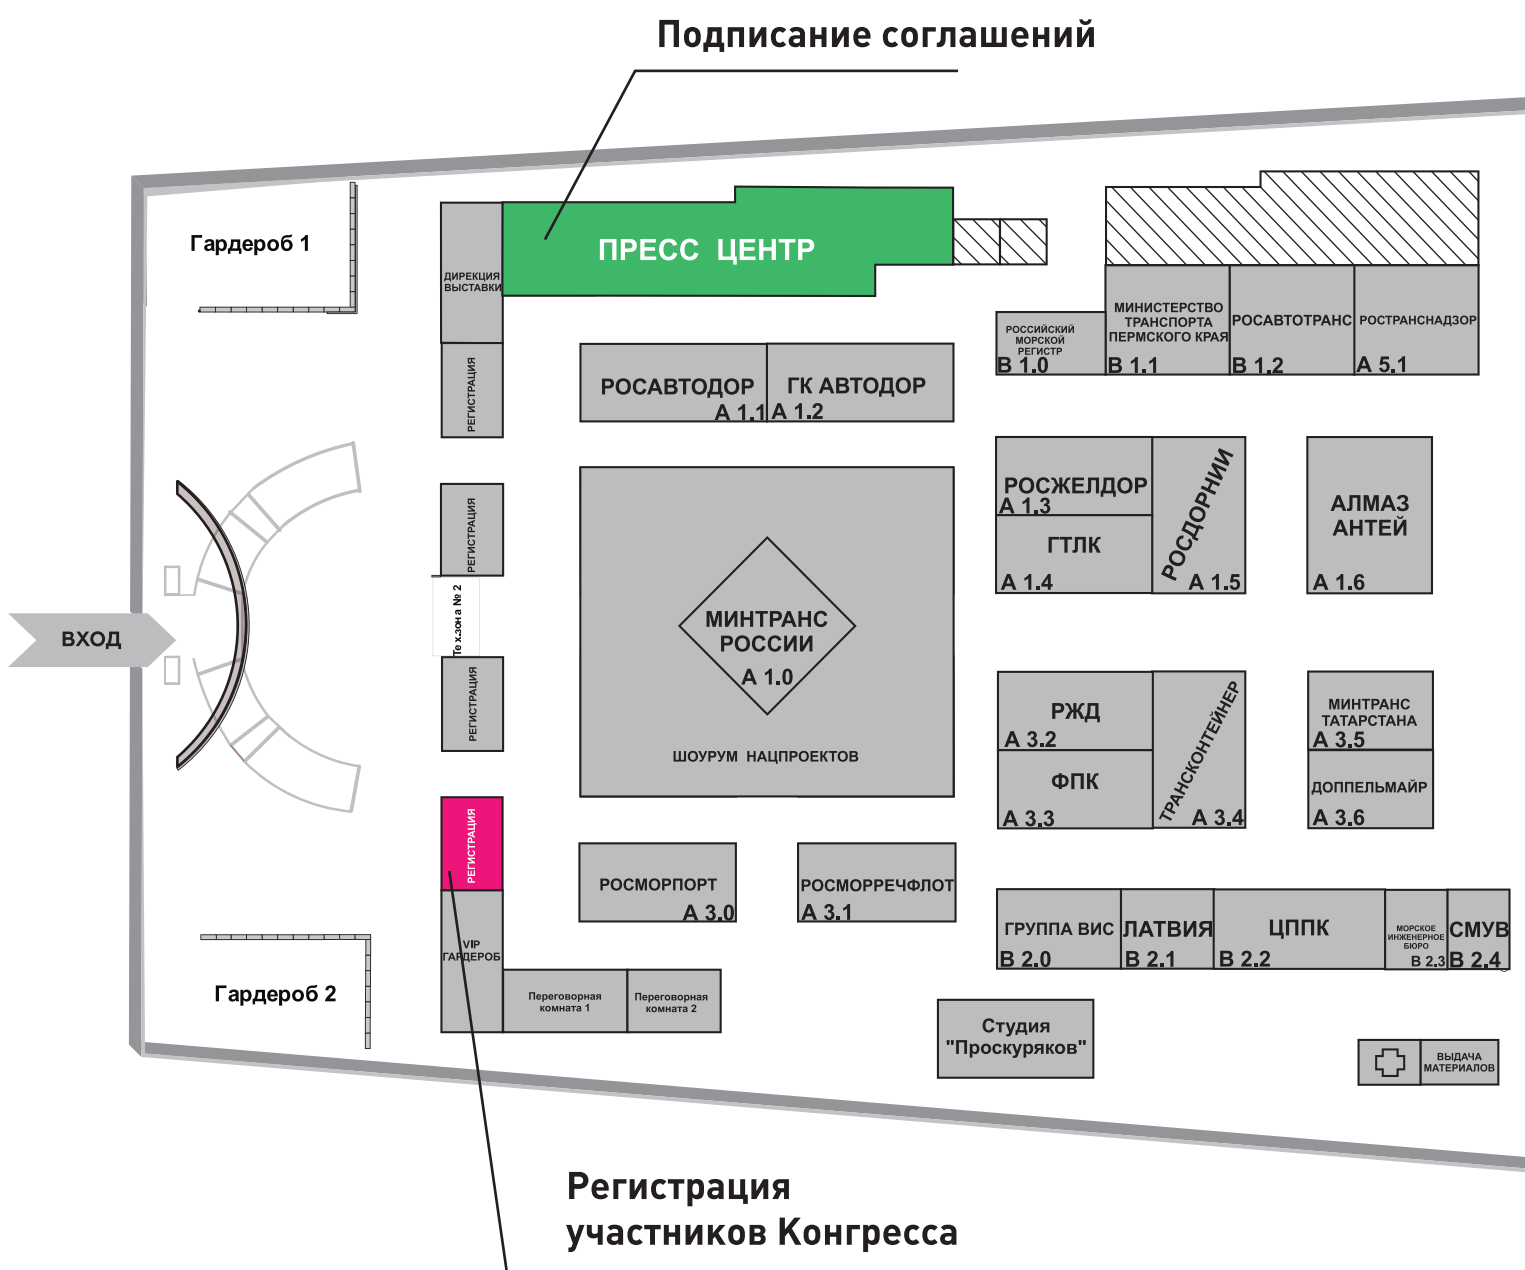 Подписание соглашений
Гардероб 1
ПРЕСС ЦЕНТР
ДИРЕКЦИЯ
ВЫСТАВКИ
РЕГИСТРАЦИЯ
РОССИЙСКИЙ
МОРСКОЙ
РЕГИСТР
В 1.0
МИНИСТЕРСТВО
ТРАНСПОРТА
ПЕРМСКОГО КРАЯ
В 1.1
РОСАВТОТРАНС
В 1.2
РОСТРАНСНАДЗОР
А 5.1
РОСАВТОДОР
А 1.1
ГК АВТОДОР
А 1.2
РЕГИСТРАЦИЯ
РОСЖЕЛДОР
А 1.3
ГТЛК
А 1.4
РОСДОРНИИ
А 1.5
АЛМАЗ
АНТЕЙ
А 1.6
ВХОД
Тех.зона № 2
МИНТРАНС
РОССИИ
А 1.0
ШОУРУМ НАЦПРОЕКТОВ
РЕГИСТРАЦИЯ
РЖД
А 3.2
ФПК
А 3.3
ТРАНСКОНТЕЙНЕР
А 3.4
МИНТРАНС
ТАТАРСТАНА
А 3.5
ДОППЕЛЬМАЙР
А 3.6
РЕГИСТРАЦИЯ
РОСМОРПОРТ
А 3.0
РОСМОРРЕЧФЛОТ
А 3.1
ГРУППА ВИС
В 2.0
ЛАТВИЯ
В 2.1
ЦППК
В 2.2
МОРСКОЕ
ИНЖЕНЕРНОЕ
БЮРО
В 2.3
СМУВ
В 2.4
VIP
ГАРДЕРОБ
Гардероб 2
Переговорная
комната 1
Переговорная
комната 2
Студия
"Проскуряков"
ВЫДАЧА
МАТЕРИАЛОВ
Регистрация
участников Конгресса